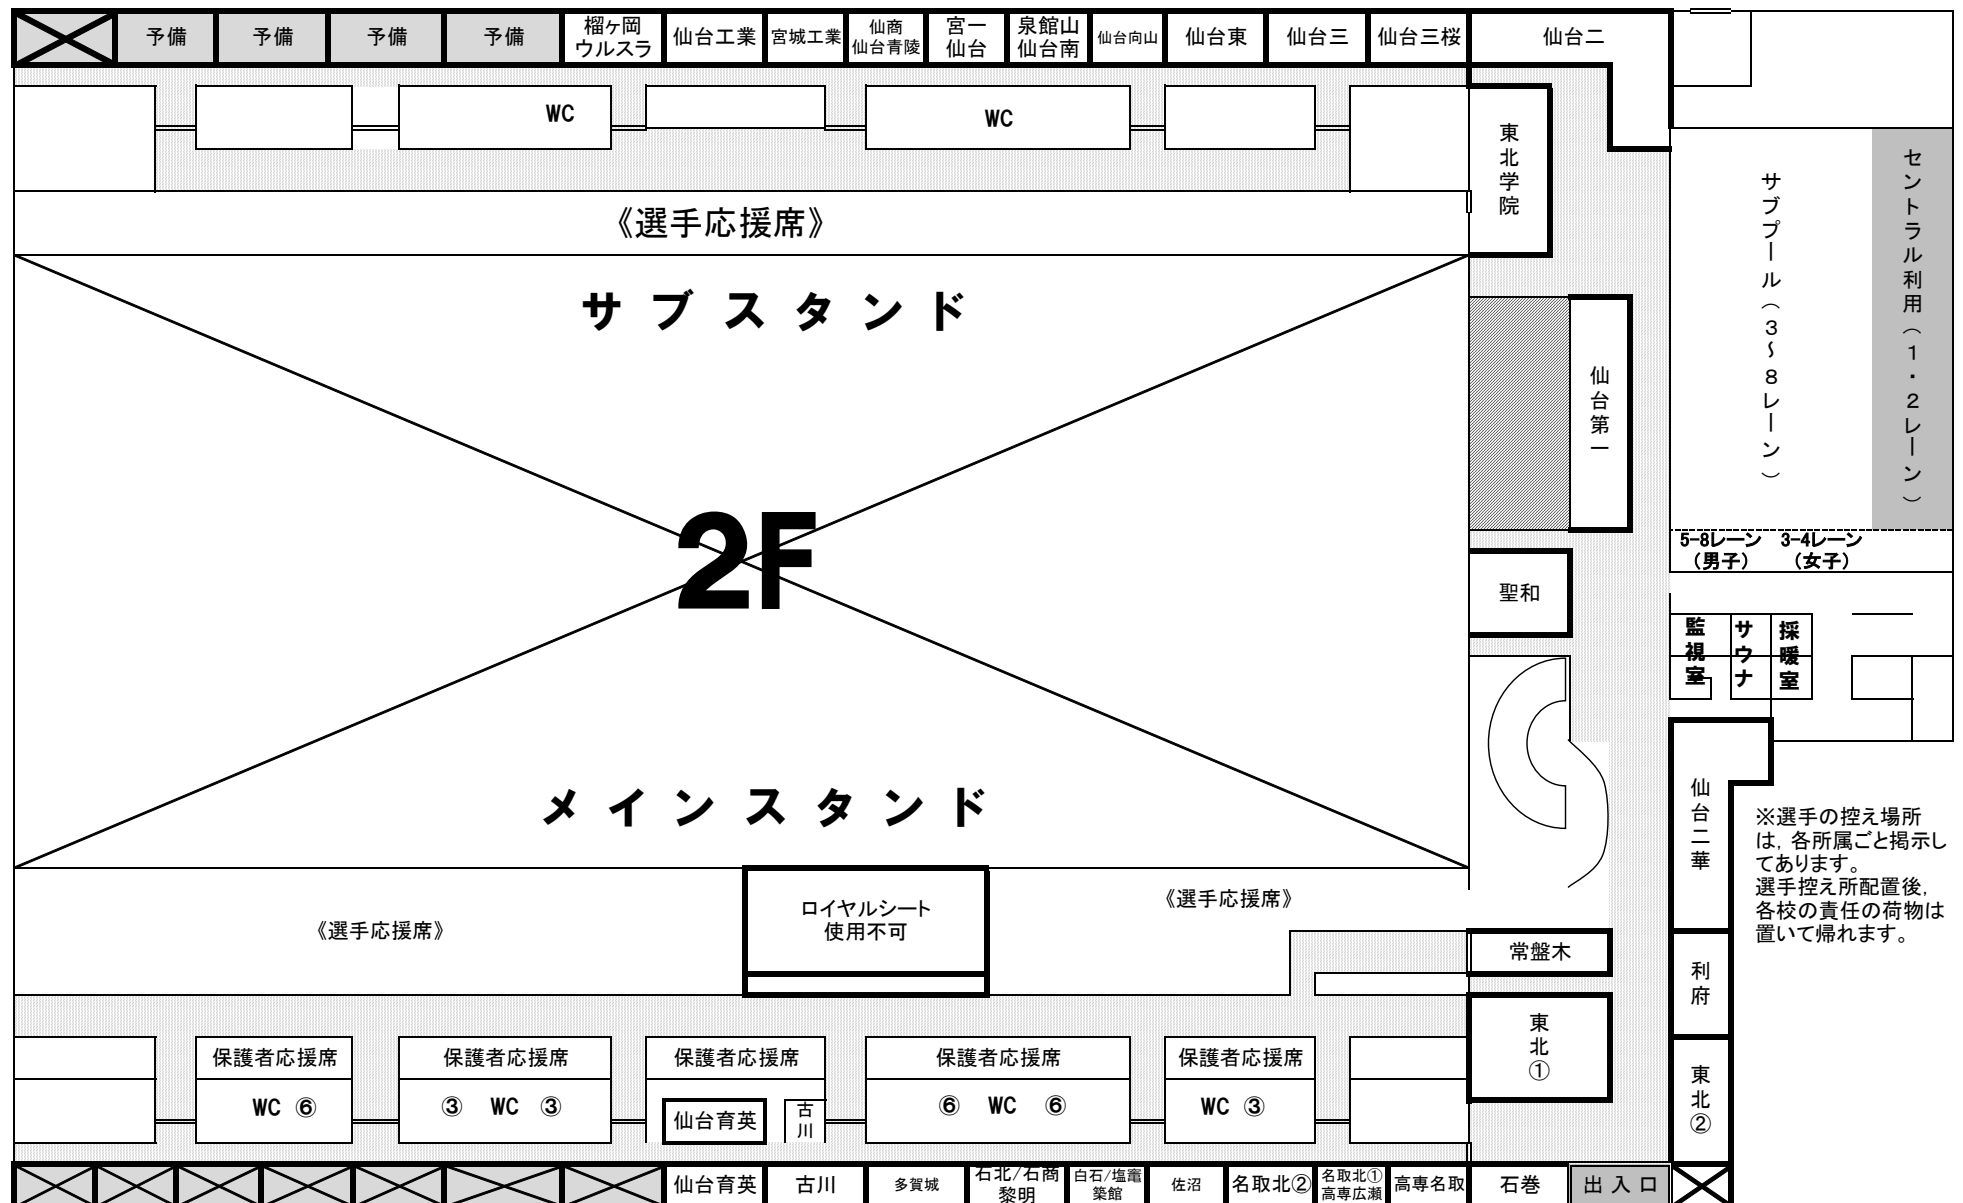 予備
予備
予備
予備
榴ヶ岡
ウルスラ
仙台工業
宮城工業
仙商
仙台青陵
宮一
仙台
泉館山
仙台南
仙台向山
仙台東
仙台三
仙台三桜
仙台二
WC
WC
東北学院
《選手応援席》
サブスタンド
サブプール（3～8レーン）
セントラル利用（1・2レーン）
仙台第一
2F
5-8レーン
（男子）
3-4レーン
（女子）
聖和
監視室
サウナ
採暖室
メインスタンド
仙台二華
※選手の控え場所
は，各所属ごと掲示し
てあります。
選手控え所配置後，
各校の責任の荷物は
置いて帰れます。
《選手応援席》
ロイヤルシート
使用不可
《選手応援席》
常盤木
利府
東北①
東北②
保護者応援席
保護者応援席
保護者応援席
保護者応援席
保護者応援席
WC ⑥
③ WC ③
仙台育英
古川
⑥ WC ⑥
WC ③
仙台育英
古川
多賀城
石北/石商
黎明
白石/塩竈
築館
佐沼
名取北②
名取北①
高専広瀬
高専名取
石巻
出入口